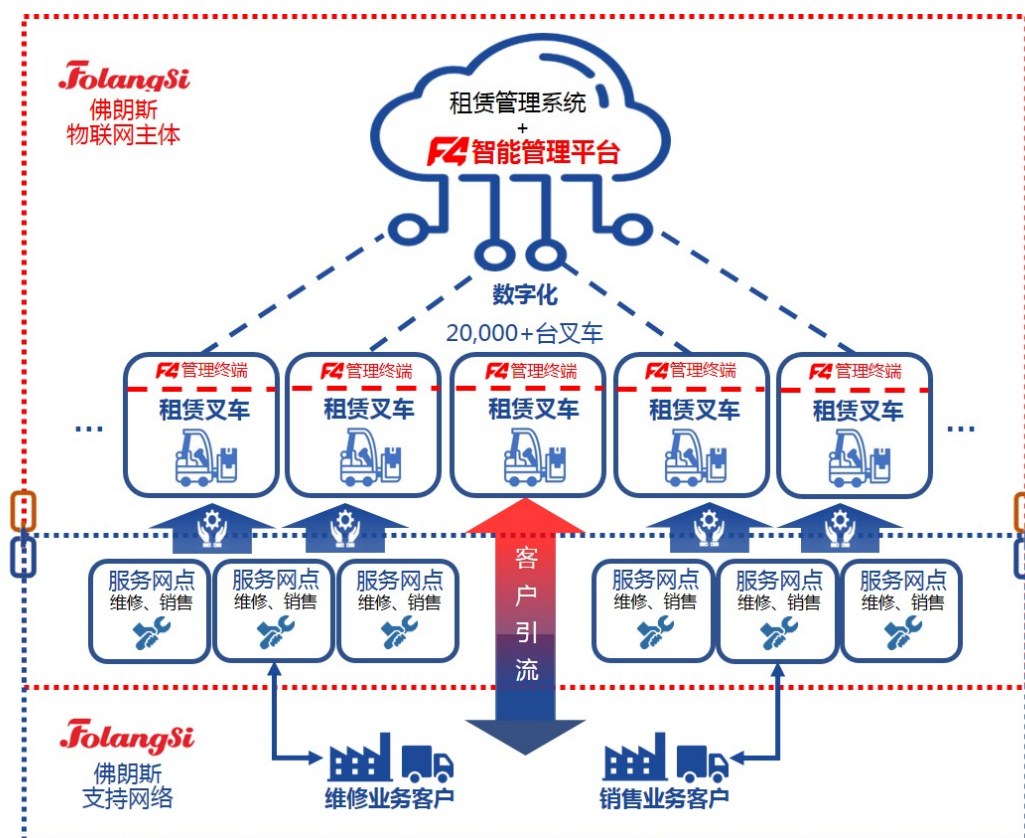 FolangSi
佛朗斯
物联网主体
租赁管理系统
+
F4智能管理平台
数字化
20,000+台叉车
F4管理终端
租赁叉车
F4管理终端
租赁叉车
F4管理终端
租赁叉车
F4管理终端
租赁叉车
F4管理终端
租赁叉车
...
...
客户引流
服务网点
维修、销售
服务网点
维修、销售
服务网点
维修、销售
服务网点
维修、销售
服务网点
维修、销售
服务网点
维修、销售
FolangSi
佛朗斯
支持网络
维修业务客户
销售业务客户